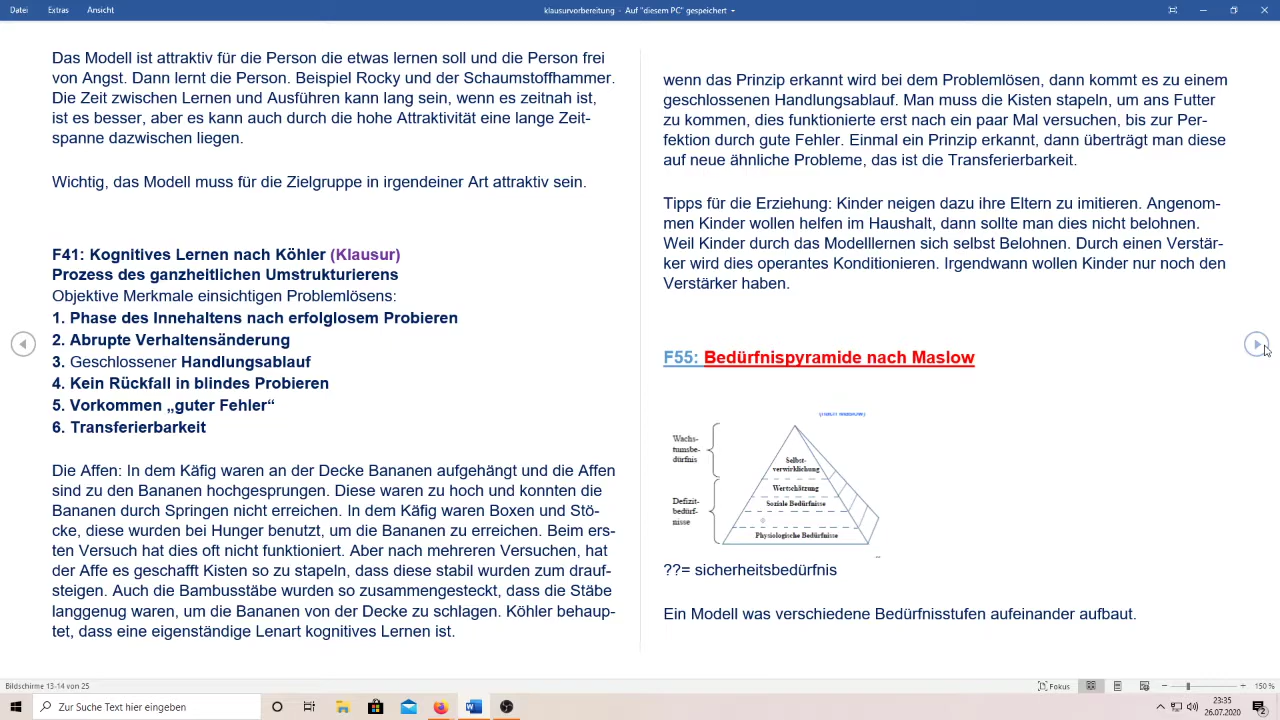 Datei Extras Ansicht klausurvorbereitung - Auf "diesem PC" gespeichert
Das Modell ist attraktiv für die Person die etwas lernen soll und die Person frei
von Angst. Dann lernt die Person. Beispiel Rocky und der Schaumstoffhammer.
Die Zeit zwischen Lernen und Ausführen kann lang sein, wenn es zeitnah ist,
ist es besser, aber es kann auch durch die hohe Attraktivität eine lange Zeit-
spanne dazwischen liegen.
Wichtig, das Modell muss für die Zielgruppe in irgendeiner Art attraktiv sein.
F41: Kognitives Lernen nach Köhler (Klausur)
Prozess des ganzheitlichen Umstrukturierens
Objektive Merkmale einsichtigen Problemlösens:
1. Phase des Innehaltens nach erfolglosem Probieren
2. Abrupte Verhaltensänderung
3. Geschlossener Handlungsablauf
4. Kein Rückfall in blindes Probieren
5. Vorkommen „guter Fehler“
6. Transferierbarkeit
Die Affen: In dem Käfig waren an der Decke Bananen aufgehängt und die Affen
sind zu den Bananen hochgesprungen. Diese waren zu hoch und konnten die
Bananen durch Springen nicht erreichen. In dem Käfig waren Boxen und Stö-
cke, diese wurden bei Hunger benutzt, um die Bananen zu erreichen. Beim ers-
ten Versuch hat dies oft nicht funktioniert. Aber nach mehreren Versuchen, hat
der Affe es geschafft Kisten so zu stapeln, dass diese stabil wurden zum drauf-
steigen. Auch die Bambusstäbe wurden so zusammengesteckt, dass die Stäbe
langgenug waren, um die Bananen von der Decke zu schlagen. Köhler behaup-
tet, dass eine eigenständige Lenart kognitives Lernen ist.
wenn das Prinzip erkannt wird bei dem Problemlösen, dann kommt es zu einem
geschlossenen Handlungsablauf. Man muss die Kisten stapeln, um ans Futter
zu kommen, dies funktionierte erst nach ein paar Mal versuchen, bis zur Per-
fektion durch gute Fehler. Einmal ein Prinzip erkannt, dann überträgt man diese
auf neue ähnliche Probleme, das ist die Transferierbarkeit.
Tipps für die Erziehung: Kinder neigen dazu ihre Eltern zu imitieren. Angenom-
men Kinder wollen helfen im Haushalt, dann sollte man dies nicht belohnen.
Weil Kinder durch das Modelllernen sich selbst Belohnen. Durch einen Verstär-
ker wird dies operantes Konditionieren. Irgendwann wollen Kinder nur noch den
Verstärker haben.
F55: Bedürfnispyramide nach Maslow
(nach Maslow)
Wachs-
tumsbe-
dürfnis
Selbst-
verwirklichung
Wertschätzung
Defizit-
bedürf-
nisse
Soziale Bedürfnisse
Physiologische Bedürfnisse
??= sicherheitsbedürfnis
Ein Modell was verschiedene Bedürfnisstufen aufeinander aufbaut.
Bildschirme 13-14 von 25 Fokus 150 %
Zur Suche Text hier eingeben
23:35
26.07.2020
2